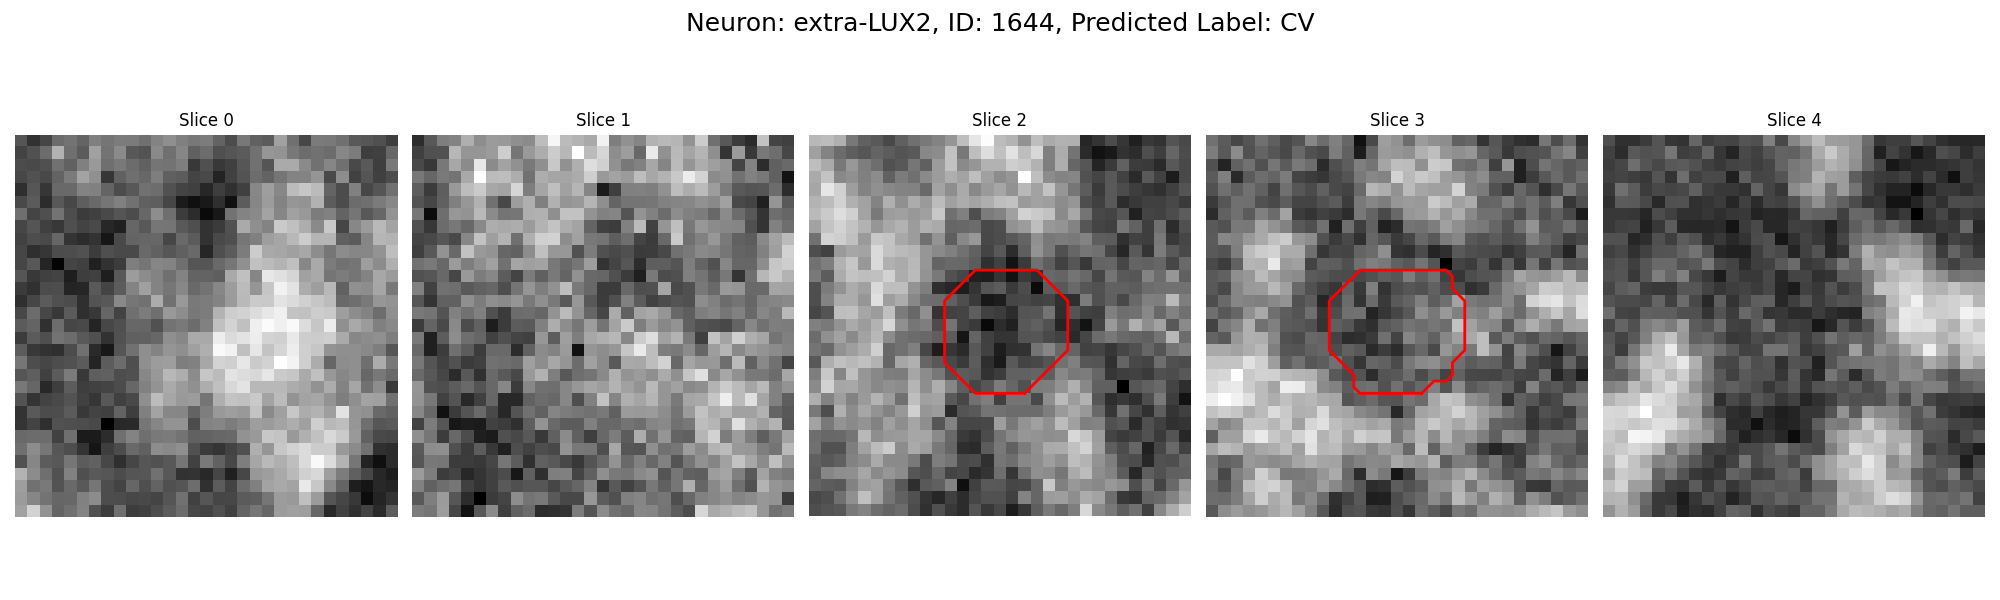 Neuron: extra-LUX2, ID: 1644, Predicted Label: CV
Slice 0
Slice 1
Slice 2
Slice 3
Slice 4